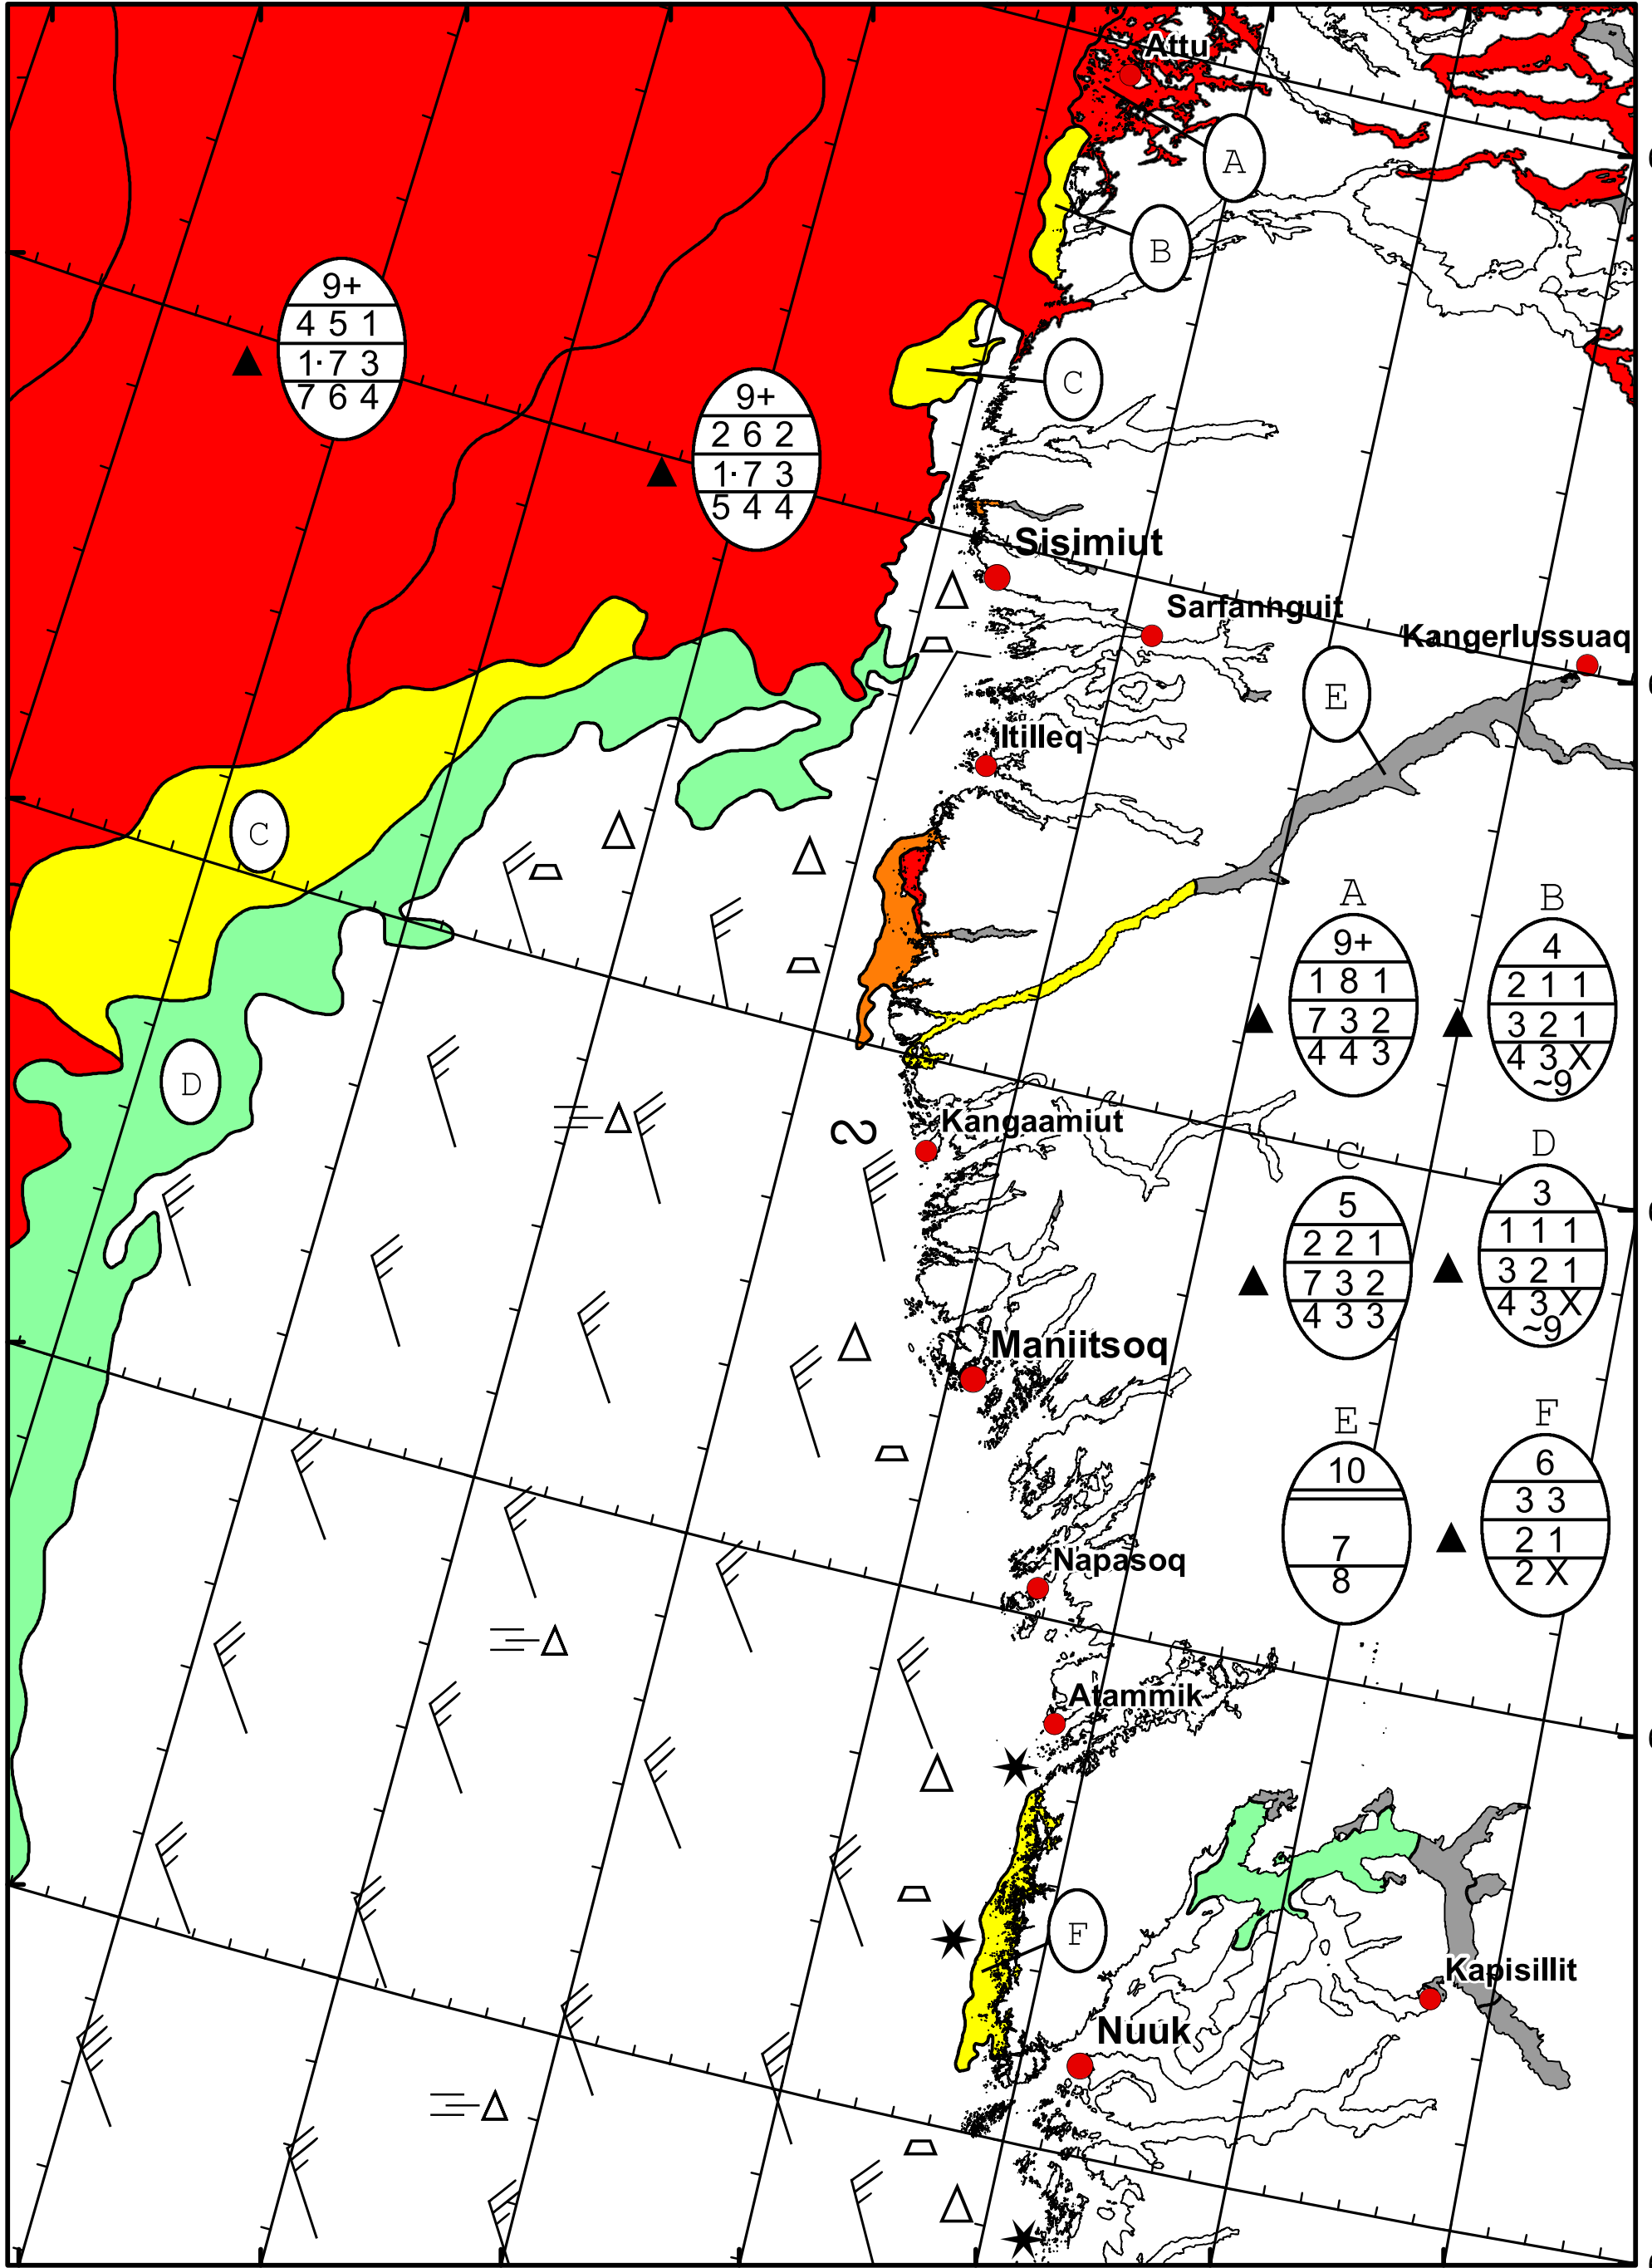 Attu
A
B
9+
4 5 1
1·7 3
7 6 4
C
9+
2 6 2
1·7 3
5 4 4
Sisimiut
Sarfannguit
Kangerlussuaq
E
Itilleq
C
A
9+
1 8 1
7 3 2
4 4 3
B
4
2 1 1
3 2 1
4 3 X
~9
D
Kangaamiut
C
5
2 2 1
7 3 2
4 3 3
D
3
1 1 1
3 2 1
4 3 X
~9
Maniitsoq
E
10
7
8
F
6
3 3
2 1
2 X
Napasoq
Atammik
F
Kapisillit
Nuuk